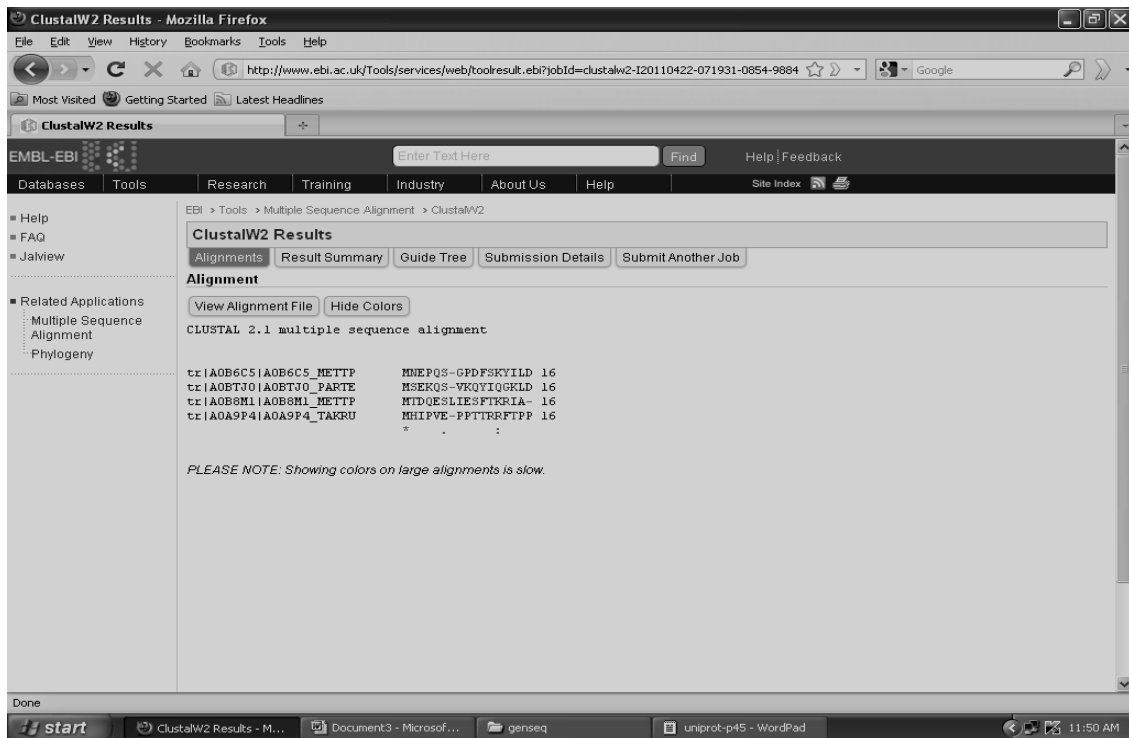 ClustalW2 Results - Mozilla Firefox
File Edit View History Bookmarks Tools Help
http://www.ebi.ac.uk/Tools/services/web/toolresult.ebi?jobId=clustalw2-I20110422-071931-0854-9884 Google
Most Visited Getting Started Latest Headlines
ClustalW2 Results
EMBL-EBI Enter Text Here Find Help Feedback
Databases Tools Research Training Industry About Us Help Site Index
Help
FAQ
Jalview
Related Applications
Multiple Sequence
Alignment
Phylogeny
EBI > Tools > Multiple Sequence Alignment > ClustalW2
ClustalW2 Results
Alignments Result Summary Guide Tree Submission Details Submit Another Job
Alignment
View Alignment File Hide Colors
CLUSTAL 2.1 multiple sequence alignment
tr|A0B6C5|A0B6C5_METTP MNEPQS-GPDFSKYILD 16
tr|A0BTJ0|A0BTJ0_PARTE MSEKQS-VKQYIQGKLD 16
tr|A0B8M1|A0B8M1_METTP MTDQESLIESFTKRIA- 16
tr|A0A9P4|A0A9P4_TAKRU MHIPVE-PPTTRRFTPP 16
* . :
PLEASE NOTE: Showing colors on large alignments is slow.
Done
start ClustalW2 Results - M... Document3 - Microsof... genseq uniprot-p45 - WordPad 11:50 AM